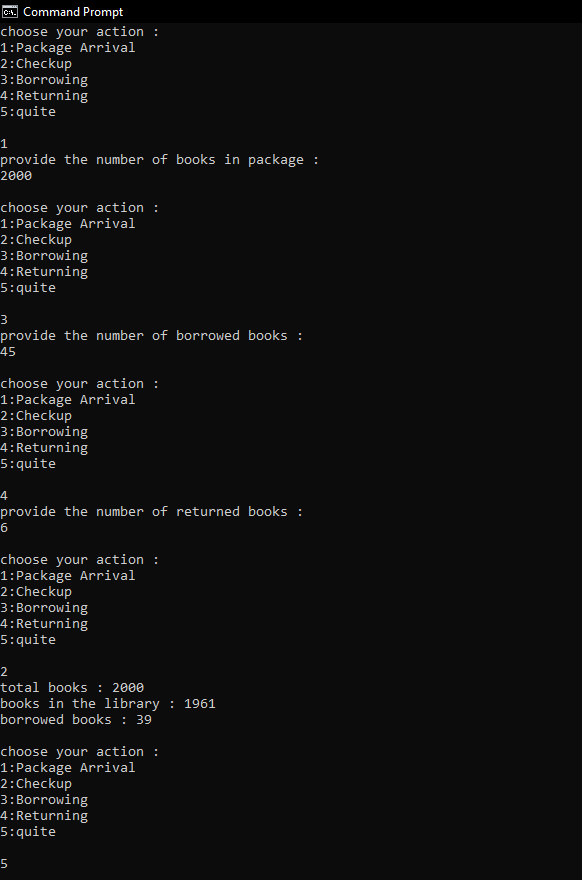 Command Prompt
choose your action :
1:Package Arrival
2:Checkup
3:Borrowing
4:Returning
5:quite
1
provide the number of books in package :
2000
choose your action :
1:Package Arrival
2:Checkup
3:Borrowing
4:Returning
5:quite
3
provide the number of borrowed books :
45
choose your action :
1:Package Arrival
2:Checkup
3:Borrowing
4:Returning
5:quite
4
provide the number of returned books :
6
choose your action :
1:Package Arrival
2:Checkup
3:Borrowing
4:Returning
5:quite
2
total books : 2000
books in the library : 1961
borrowed books : 39
choose your action :
1:Package Arrival
2:Checkup
3:Borrowing
4:Returning
5:quite
5